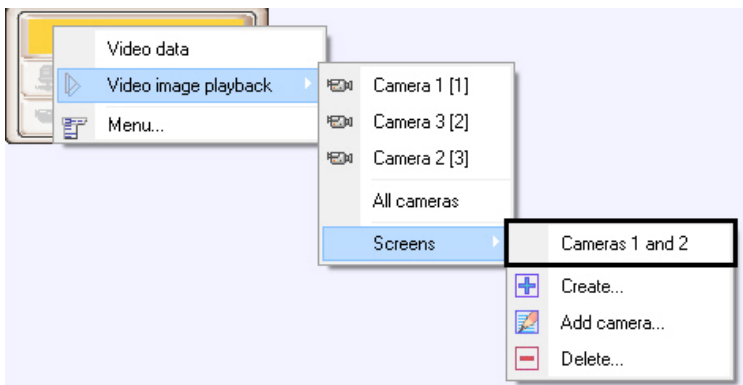 Video data
Video image playback
Menu...
Camera 1 [1]
Camera 3 [2]
Camera 2 [3]
All cameras
Screens
Cameras 1 and 2
Create...
Add camera...
Delete...